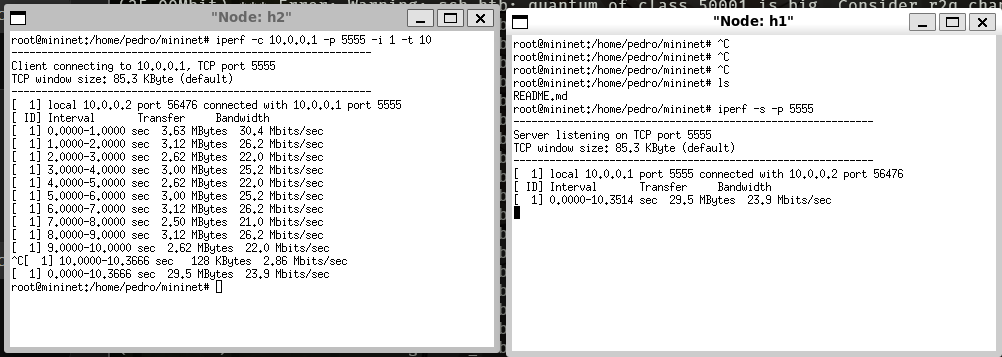 (25.00Mbit) *** Error: Warning: sch_htb: quantum of class 50001 is big. Consider r2q chan
"Node: h2"
root@mininet:/home/pedro/mininet# iperf -c 10.0.0.1 -p 5555 -i 1 -t 10
------------------------------------------------------------
Client connecting to 10.0.0.1, TCP port 5555
TCP window size: 85.3 KByte (default)
------------------------------------------------------------
[  1] local 10.0.0.2 port 56476 connected with 10.0.0.1 port 5555
[ ID] Interval       Transfer     Bandwidth
[  1] 0.0000-1.0000 sec  3.63 MBytes  30.4 Mbits/sec
[  1] 1.0000-2.0000 sec  3.12 MBytes  26.2 Mbits/sec
[  1] 2.0000-3.0000 sec  2.62 MBytes  22.0 Mbits/sec
[  1] 3.0000-4.0000 sec  3.00 MBytes  25.2 Mbits/sec
[  1] 4.0000-5.0000 sec  2.62 MBytes  22.0 Mbits/sec
[  1] 5.0000-6.0000 sec  3.00 MBytes  25.2 Mbits/sec
[  1] 6.0000-7.0000 sec  3.12 MBytes  26.2 Mbits/sec
[  1] 7.0000-8.0000 sec  2.50 MBytes  21.0 Mbits/sec
[  1] 8.0000-9.0000 sec  3.12 MBytes  26.2 Mbits/sec
[  1] 9.0000-10.0000 sec  2.62 MBytes  22.0 Mbits/sec
^C[  1] 10.0000-10.3666 sec   128 KBytes  2.86 Mbits/sec
[  1] 0.0000-10.3666 sec  29.5 MBytes  23.9 Mbits/sec
root@mininet:/home/pedro/mininet#
"Node: h1"
root@mininet:/home/pedro/mininet# ^C
root@mininet:/home/pedro/mininet# ^C
root@mininet:/home/pedro/mininet# ^C
root@mininet:/home/pedro/mininet# ls
README.md
root@mininet:/home/pedro/mininet# iperf -s -p 5555
------------------------------------------------------------
Server listening on TCP port 5555
TCP window size: 85.3 KByte (default)
------------------------------------------------------------
[  1] local 10.0.0.1 port 5555 connected with 10.0.0.2 port 56476
[ ID] Interval       Transfer     Bandwidth
[  1] 0.0000-10.3514 sec  29.5 MBytes  23.9 Mbits/sec